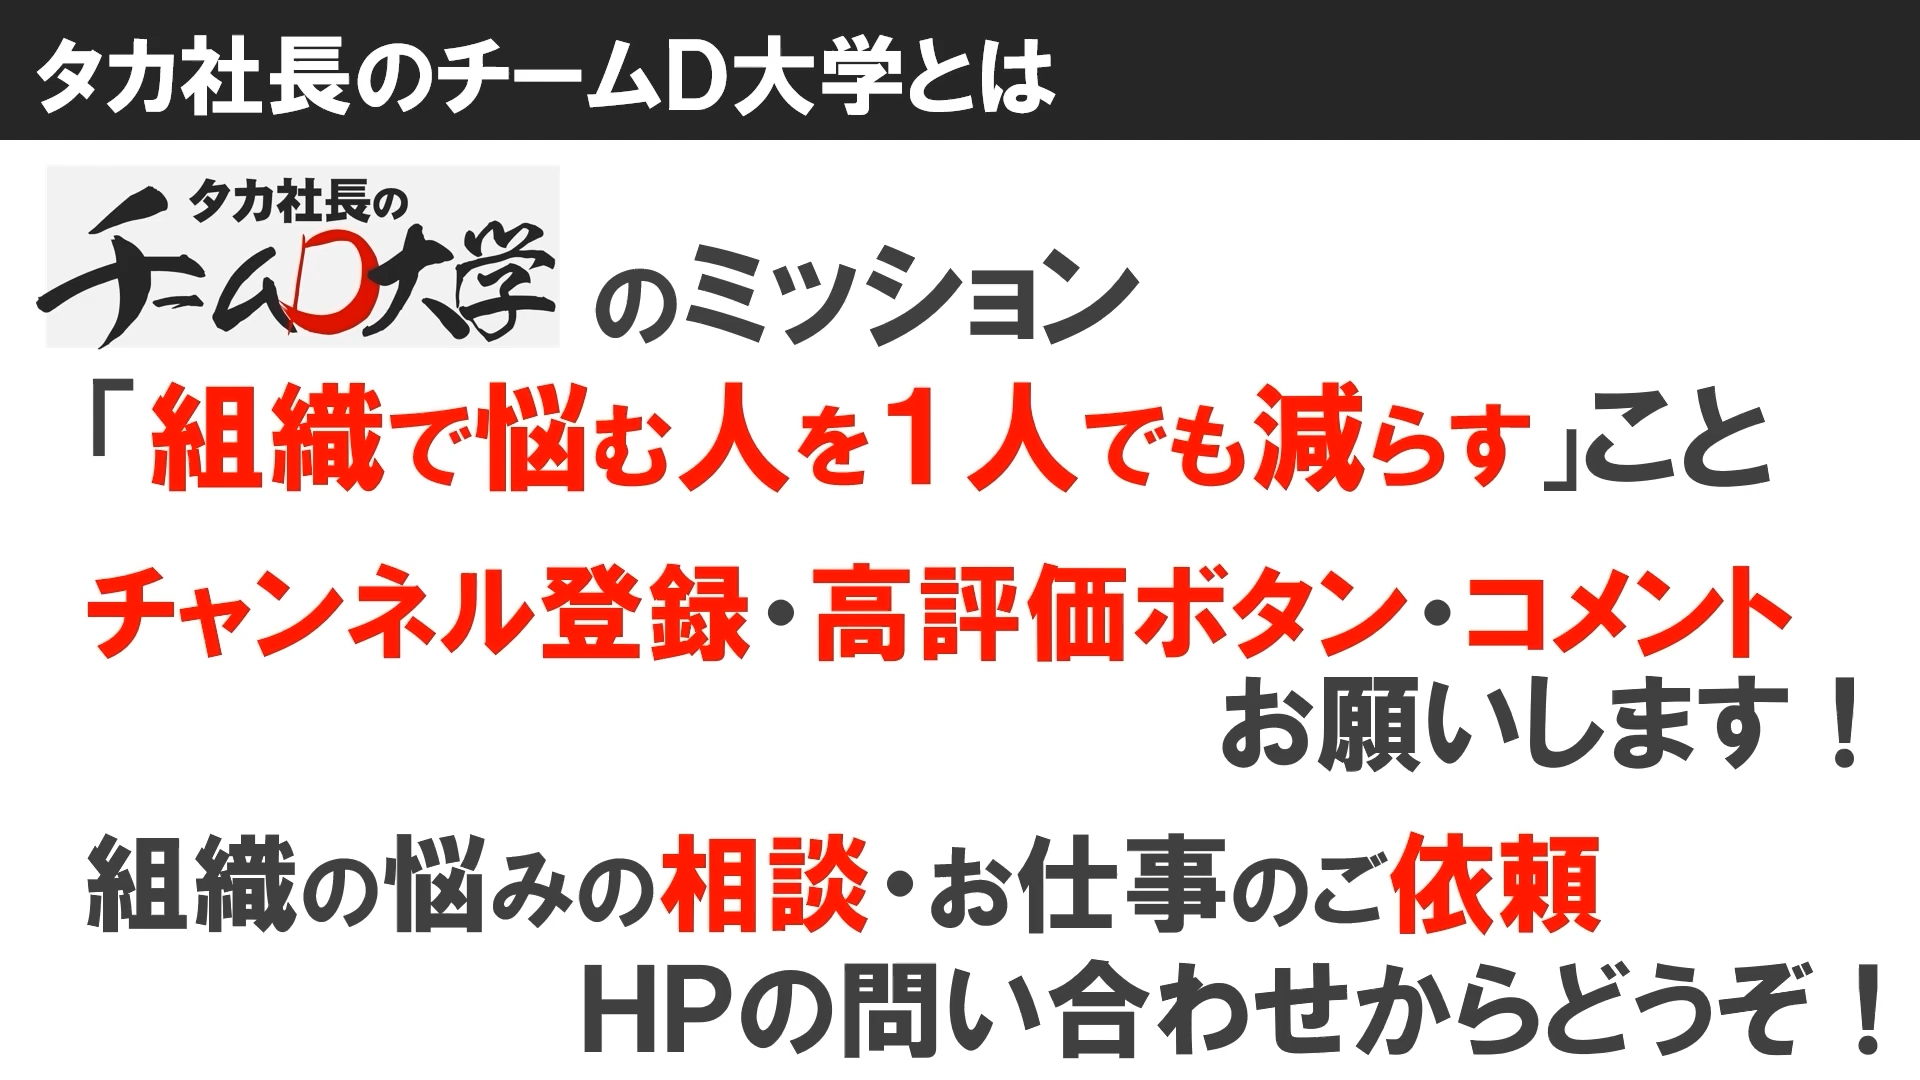 タカ社長のチームD大学とは
タカ社長の
チームD大学
のミッション
「組織で悩む人を1人でも減らす」こと
チャンネル登録・高評価ボタン・コメント
お願いします！
組織の悩みの相談・お仕事のご依頼
HPの問い合わせからどうぞ！